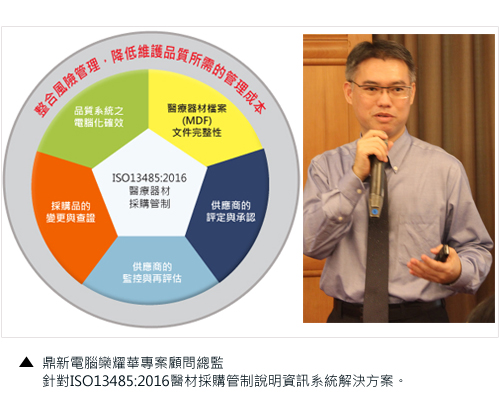 整合風險管理，降低維護品質所需的管理成本
品質系統之
電腦化確效
醫療器材檔案
(MDF)
文件完整性
ISO13485:2016
醫療器材
採購管制
採購品的
變更與查證
供應商的
評定與承認
供應商的
監控與再評估
▲ 鼎新電腦欒耀華專案顧問總監
針對ISO13485:2016醫材採購管制說明資訊系統解決方案。